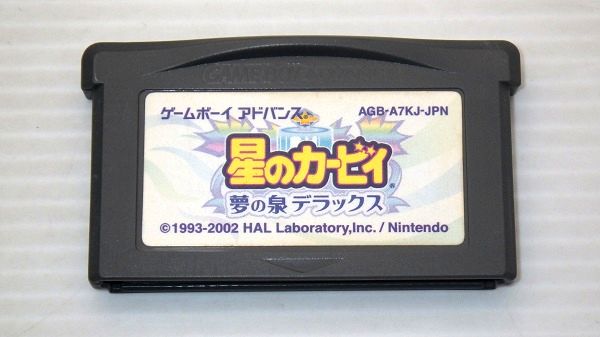 ゲームボーイ アドバンス AGB-A7KJ-JPN
星のカービィ®
夢の泉デラックス
©1993-2002 HAL Laboratory,Inc. / Nintendo